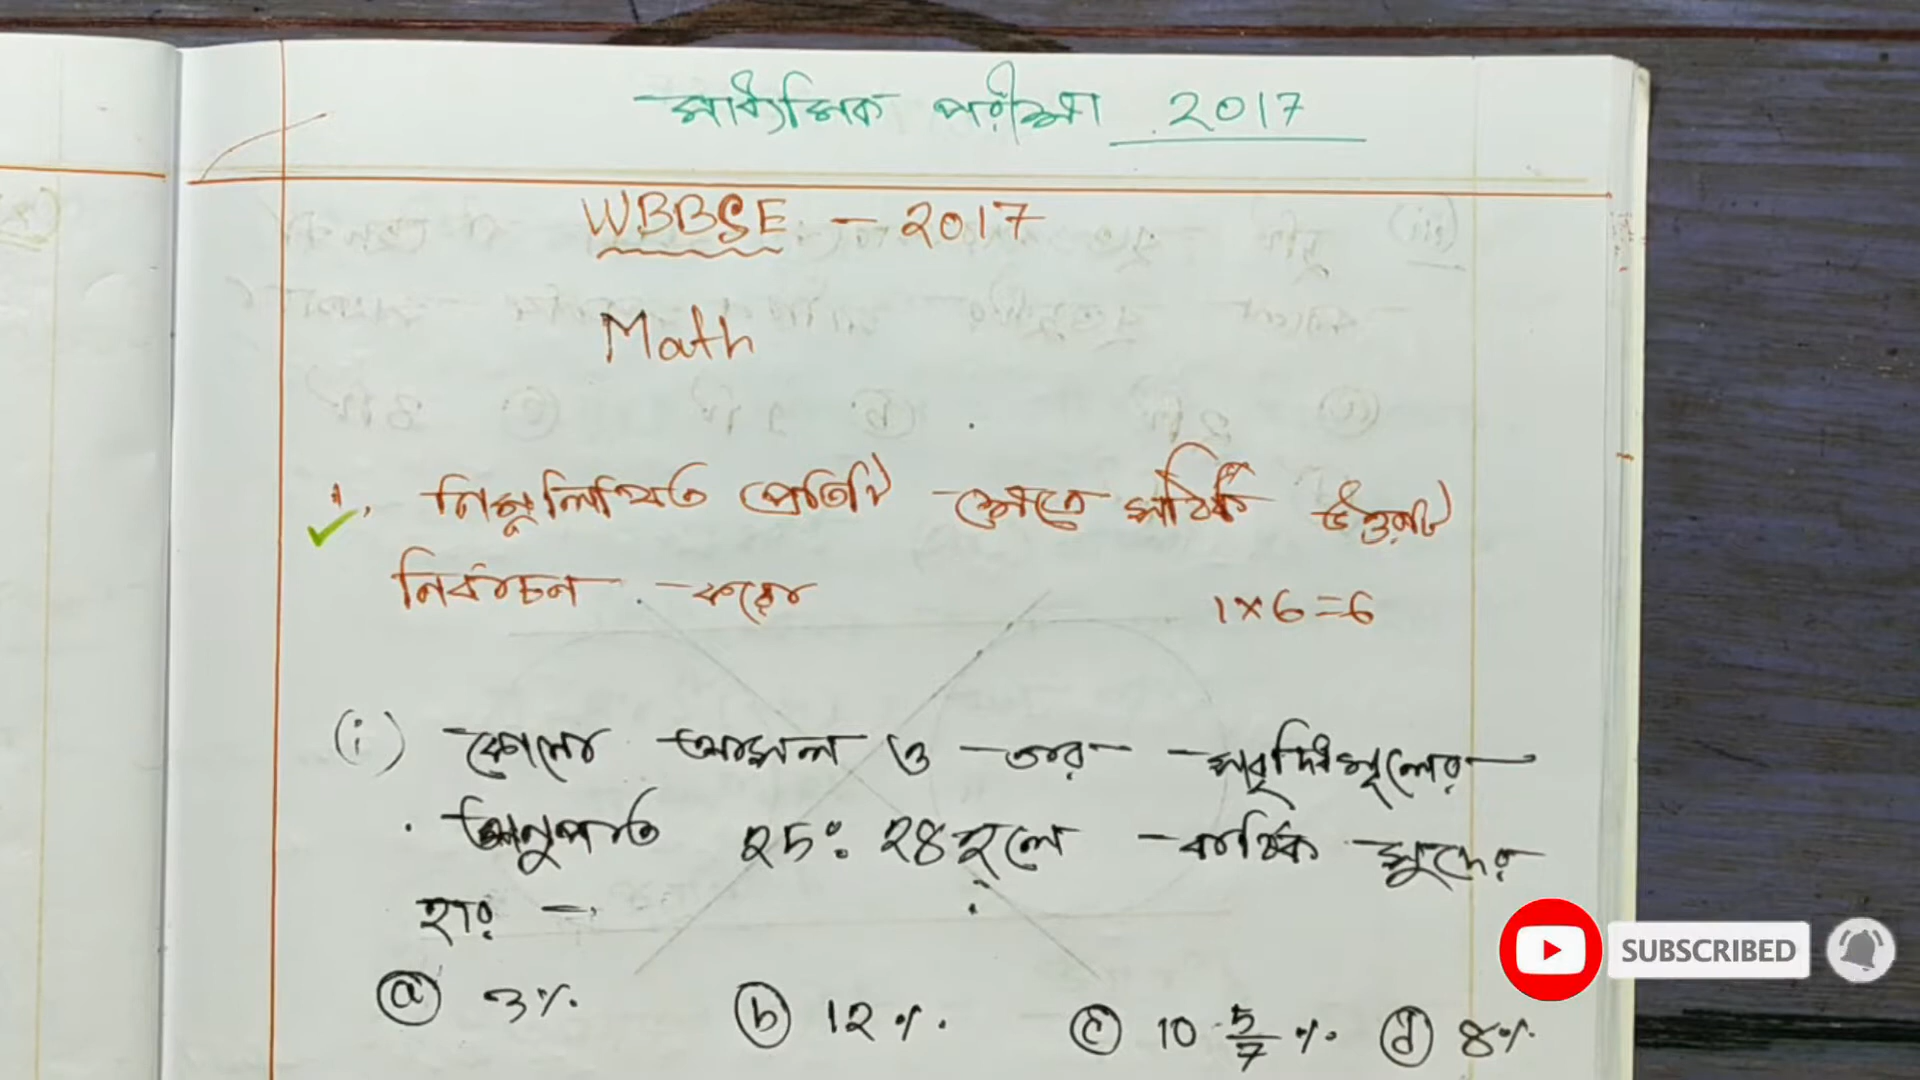 মাধ্যমিক পরীক্ষা 2017
WBBSE - 2017
Math
1. নিম্নলিখিত প্রতিটি ক্ষেত্রে সঠিক উত্তরটি
নির্বাচন করো 1×6=6
(i) কোনো আসল ও তার সবৃদ্ধিমূলের
অনুপাত 25:28 হলে বার্ষিক সুদের
হার -
ⓐ 3% ⓑ 12% ⓒ 10 5/7 % ⓓ 8%
SUBSCRIBED